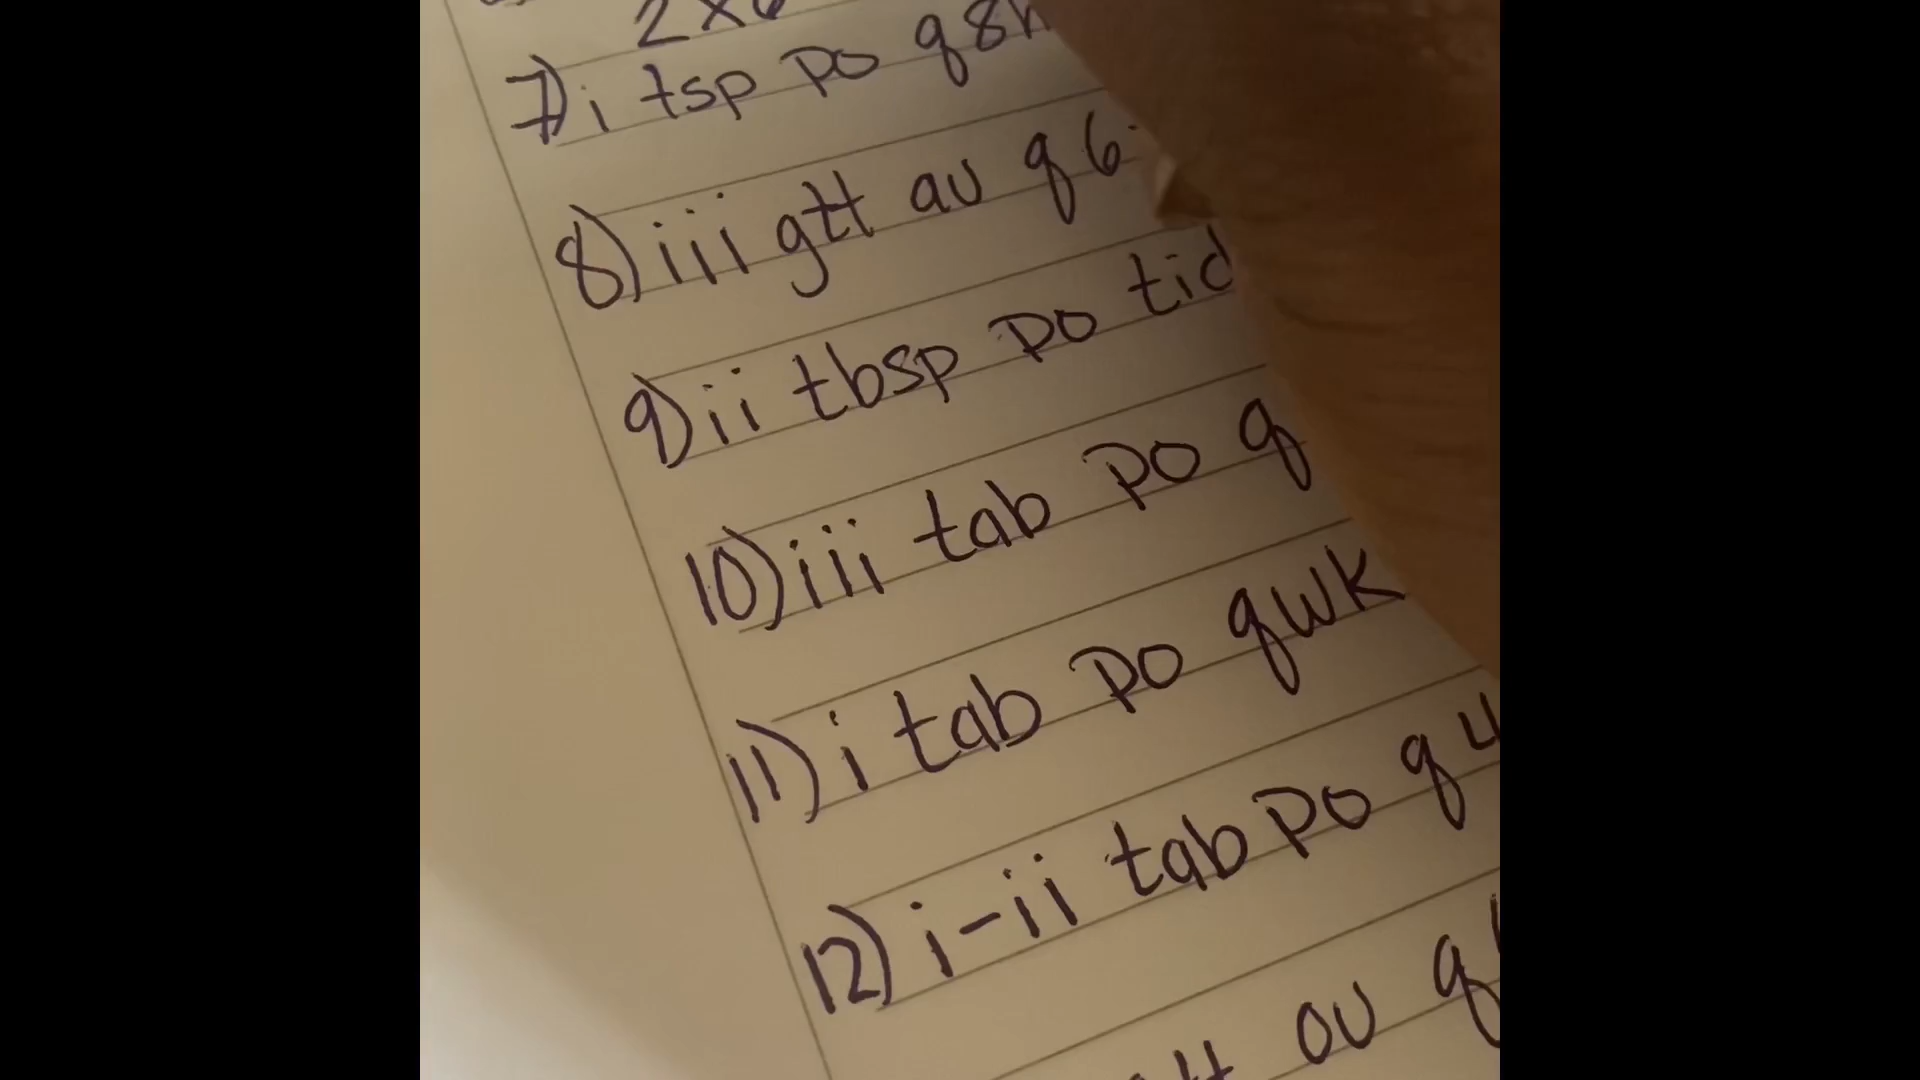 7) i tsp po q8h
8) iii gtt au q6
9) ii tbsp po tid
10) iii tab po q
11) i tab po qwk
12) i-ii tab po q4
ou q